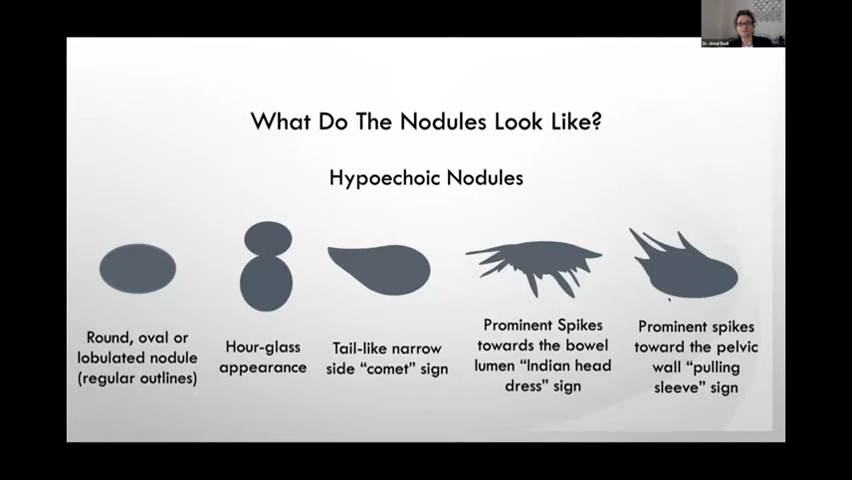 What Do The Nodules Look Like?
Hypoechoic Nodules
Round, oval or
lobulated nodule
(regular outlines)
Hour-glass
appearance
Tail-like narrow
side “comet” sign
Prominent Spikes
towards the bowel
lumen “Indian head
dress” sign
Prominent spikes
toward the pelvic
wall “pulling
sleeve” sign